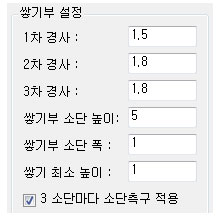 쌓기부 설정
1차 경사 : 1.5
2차 경사 : 1.8
3차 경사 : 1.8
쌓기부 소단 높이: 5
쌓기부 소단 폭 : 1
쌓기 최소 높이 : 1
3 소단마다 소단측구 적용